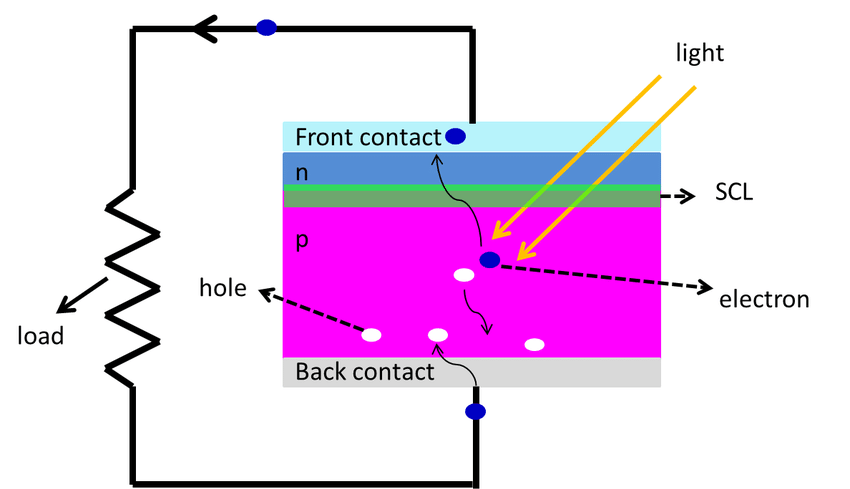 light
Front contact
n
SCL
p
hole
electron
load
Back contact